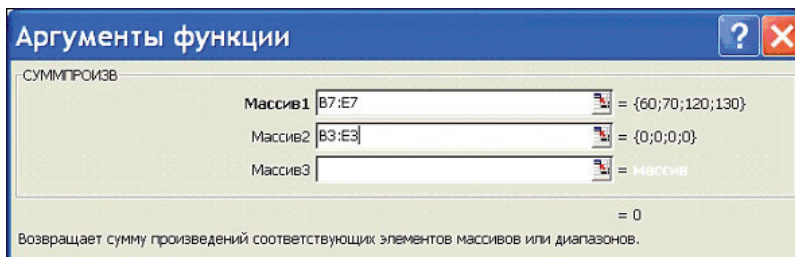 Аргументы функции
СУММПРОИЗВ
Массив1 B7:E7 = {60;70;120;130}
Массив2 B3:E3 = {0;0;0;0}
Массив3 = массив
= 0
Возвращает сумму произведений соответствующих элементов массивов или диапазонов.